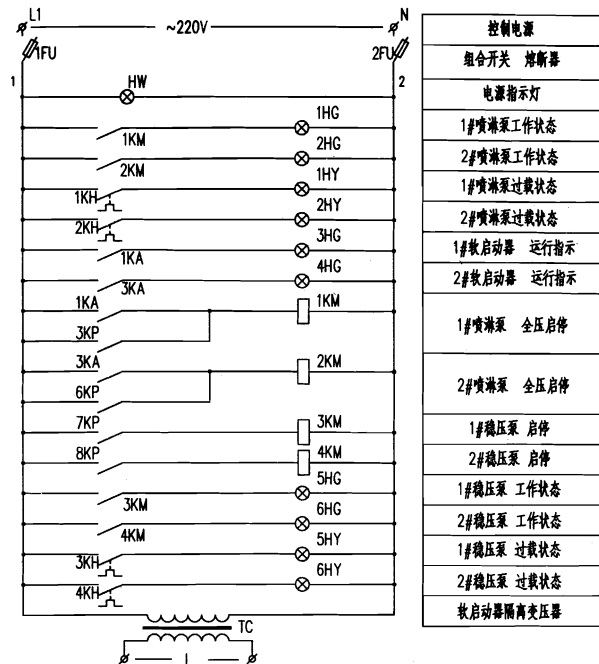 L1
~220V
N
控制电源
1FU
2FU
组合开关 熔断器
1
HW
2
电源指示灯
1HG
1#喷淋泵工作状态
1KM
2HG
2#喷淋泵工作状态
2KM
1HY
1#喷淋泵过载状态
1KH
2HY
2#喷淋泵过载状态
2KH
3HG
1#软启动器 运行指示
1KA
4HG
2#软启动器 运行指示
3KA
1KA
1KM
1#喷淋泵 全压启停
3KP
3KA
2KM
2#喷淋泵 全压启停
6KP
7KP
3KM
1#稳压泵 启停
8KP
4KM
2#稳压泵 启停
5HG
1#稳压泵 工作状态
3KM
6HG
2#稳压泵 工作状态
4KM
5HY
1#稳压泵 过载状态
3KH
6HY
2#稳压泵 过载状态
4KH
软启动器隔离变压器
TC